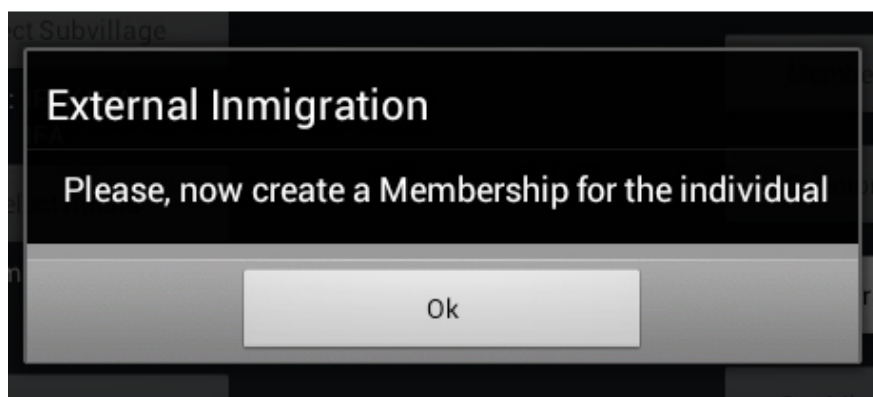 ct Subvillage
External Inmigration
Please, now create a Membership for the individual
Ok